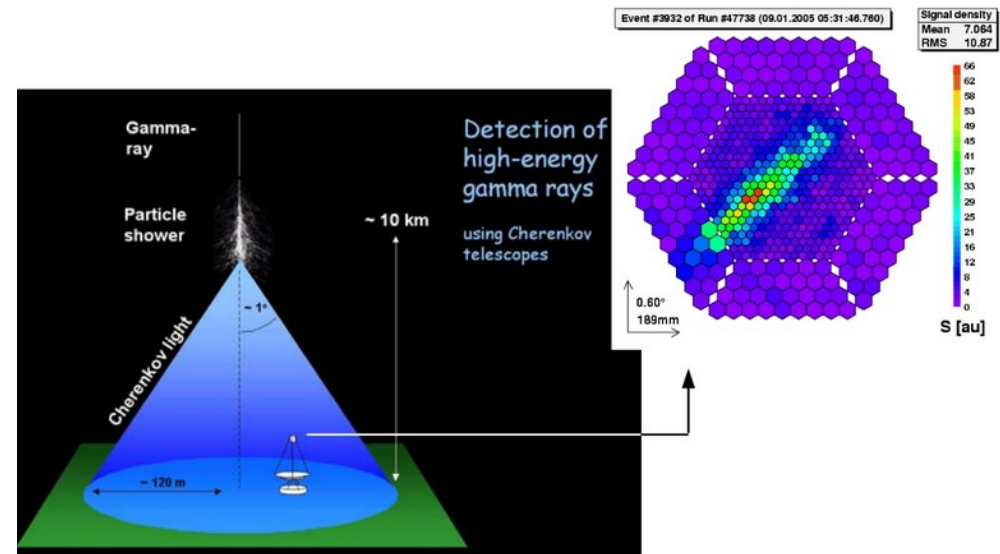 Event #3932 of Run #47738 (09.01.2005 05:31:46.760)
Signal density
Mean 7.064
RMS 10.87
66
62
58
53
49
45
41
37
33
29
24
20
16
12
8
4
0
S [au]
0.60°
189mm
Gamma-
ray
Particle
shower
Detection of
high-energy
gamma rays
using Cherenkov
telescopes
~ 10 km
~ 1°
Cherenkov light
~ 120 m